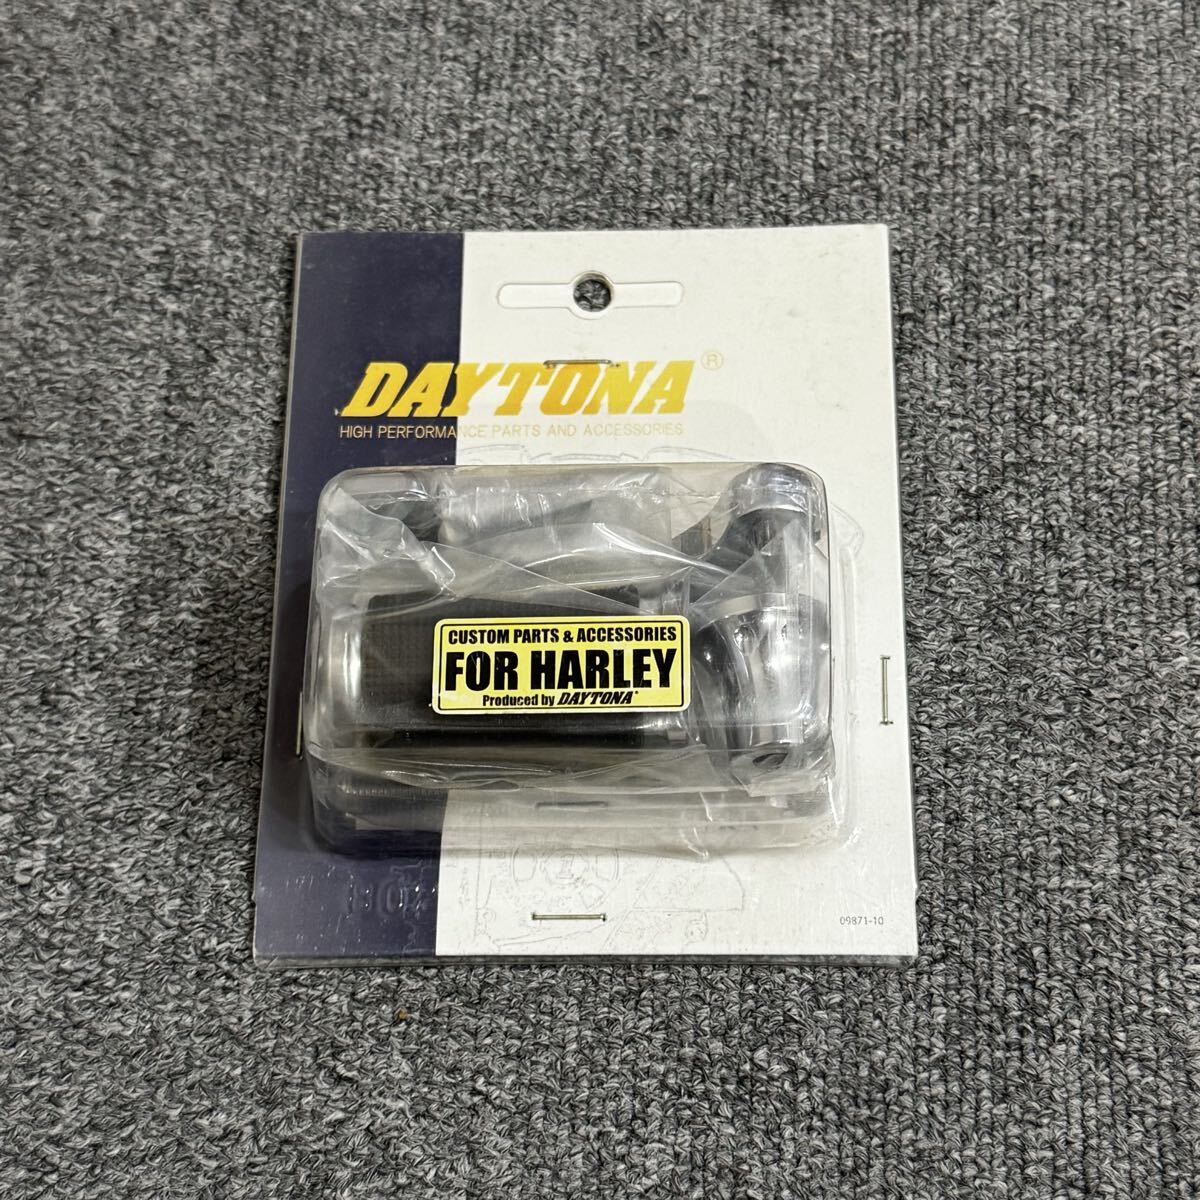 DAYTONA®
HIGH PERFORMANCE PARTS AND ACCESSORIES
CUSTOM PARTS & ACCESSORIES
FOR HARLEY
Produced by DAYTONA®
09871-10